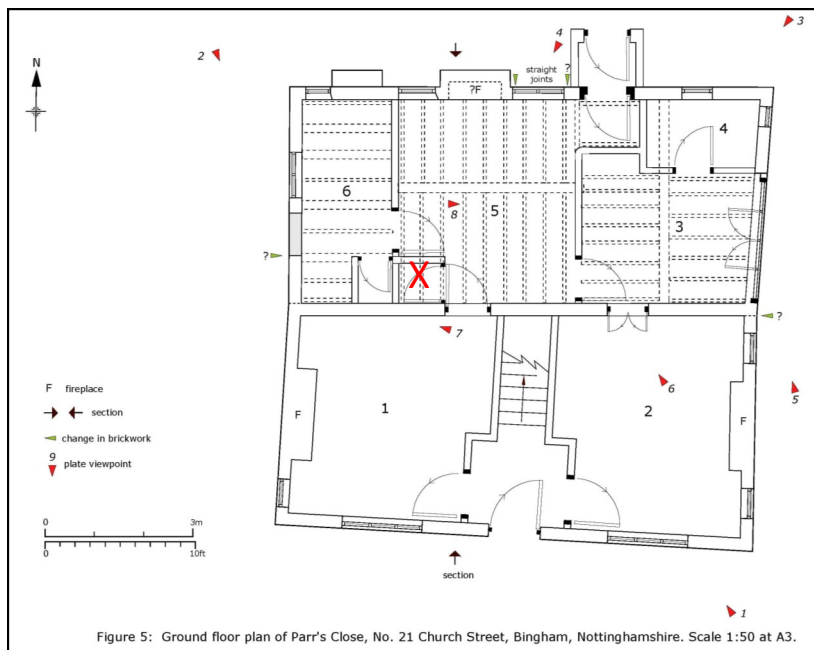 2
4
3
N
straight
joints
?
?F
4
6
8
5
3
?
X
?
7
1
6
2
5
F
F
F fireplace
section
change in brickwork
9
plate viewpoint
0 3m
0 10ft
section
1
Figure 5: Ground floor plan of Parr's Close, No. 21 Church Street, Bingham, Nottinghamshire. Scale 1:50 at A3.